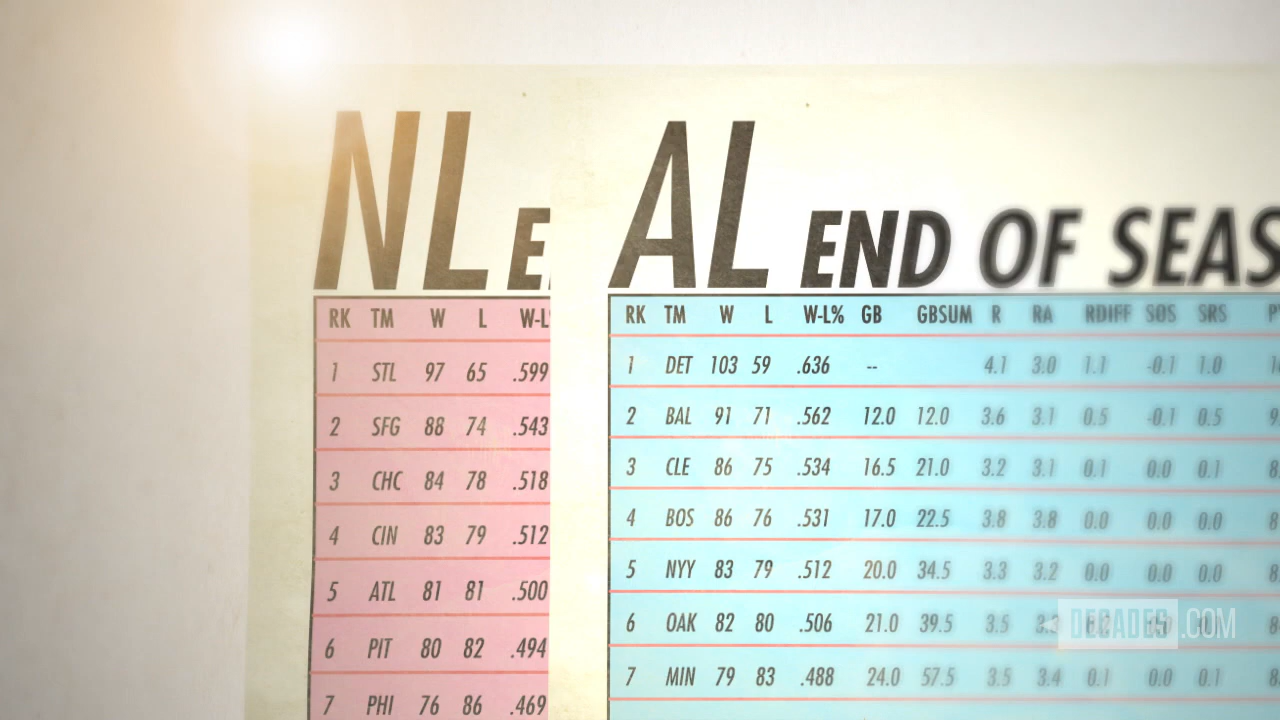 NL E
RK TM W L W-L
1 STL 97 65 .599
2 SFG 88 74 .543
3 CHC 84 78 .518
4 CIN 83 79 .512
5 ATL 81 81 .500
6 PIT 80 82 .494
7 PHI 76 86 .469
AL END OF SEAS
RK TM W L W-L% GB GBSUM R RA RDIFF SOS SRS
1 DET 103 59 .636 -- 4.1 3.0 1.1 -0.1 1.0
2 BAL 91 71 .562 12.0 12.0 3.6 3.1 0.5 -0.1 0.5
3 CLE 86 75 .534 16.5 21.0 3.2 3.1 0.1 0.0 0.1
4 BOS 86 76 .531 17.0 22.5 3.8 3.8 0.0 0.0 0.0
5 NYY 83 79 .512 20.0 34.5 3.3 3.2 0.0 0.0 0.0
6 OAK 82 80 .506 21.0 39.5 3.5
7 MIN 79 83 .488 24.0 57.5 3.5 3.4 0.1 0.0 0.1
DECADES.COM